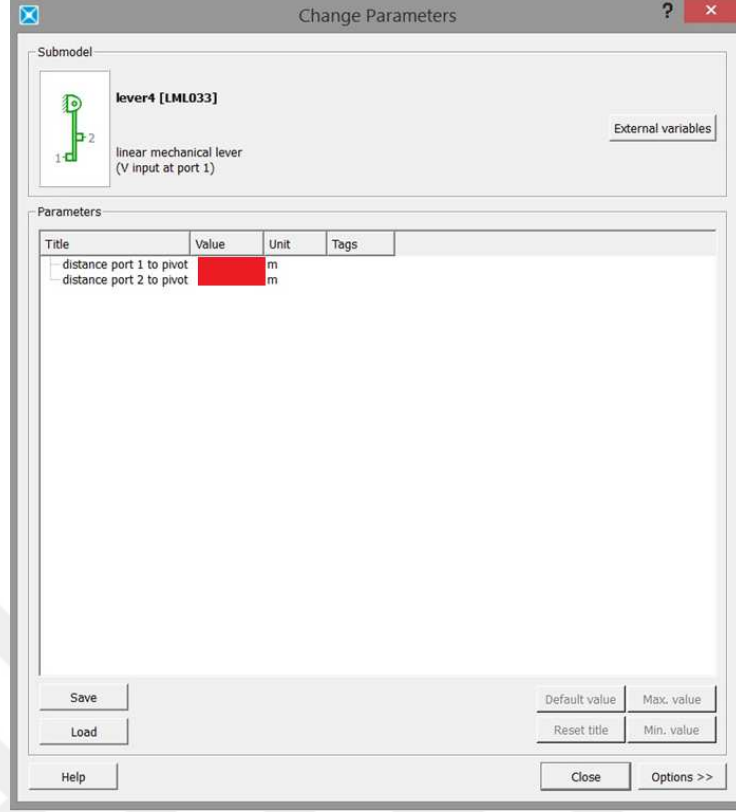 Change Parameters
? ×
Submodel
lever4 [LML033]
2
1
linear mechanical lever
(V input at port 1)
External variables
Parameters
Title Value Unit Tags
distance port 1 to pivot m
distance port 2 to pivot m
Save
Default value Max. value
Load
Reset title Min. value
Help
Close Options >>